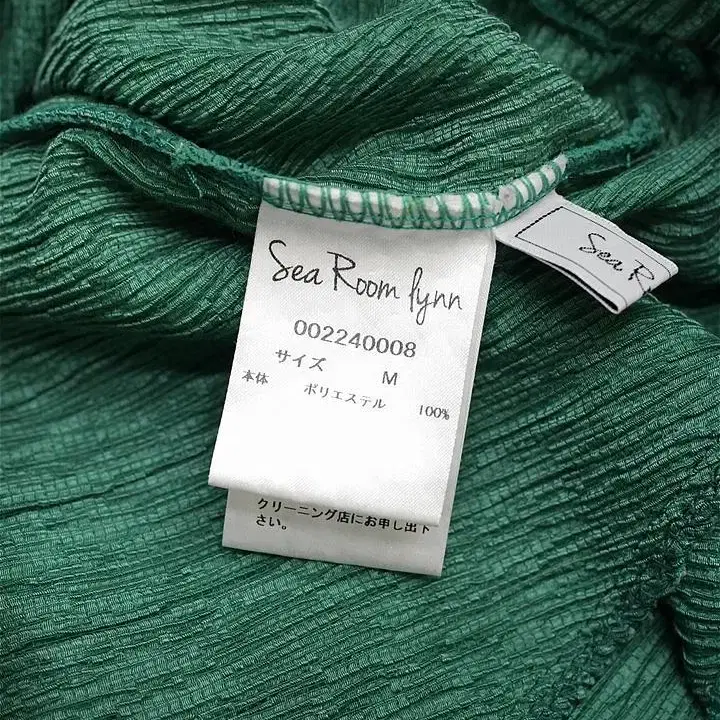 Sea Room lynn
002240008
サイズ M
本体 ポリエステル 100%
クリーニング店にお申し出下
さい。
Sea R